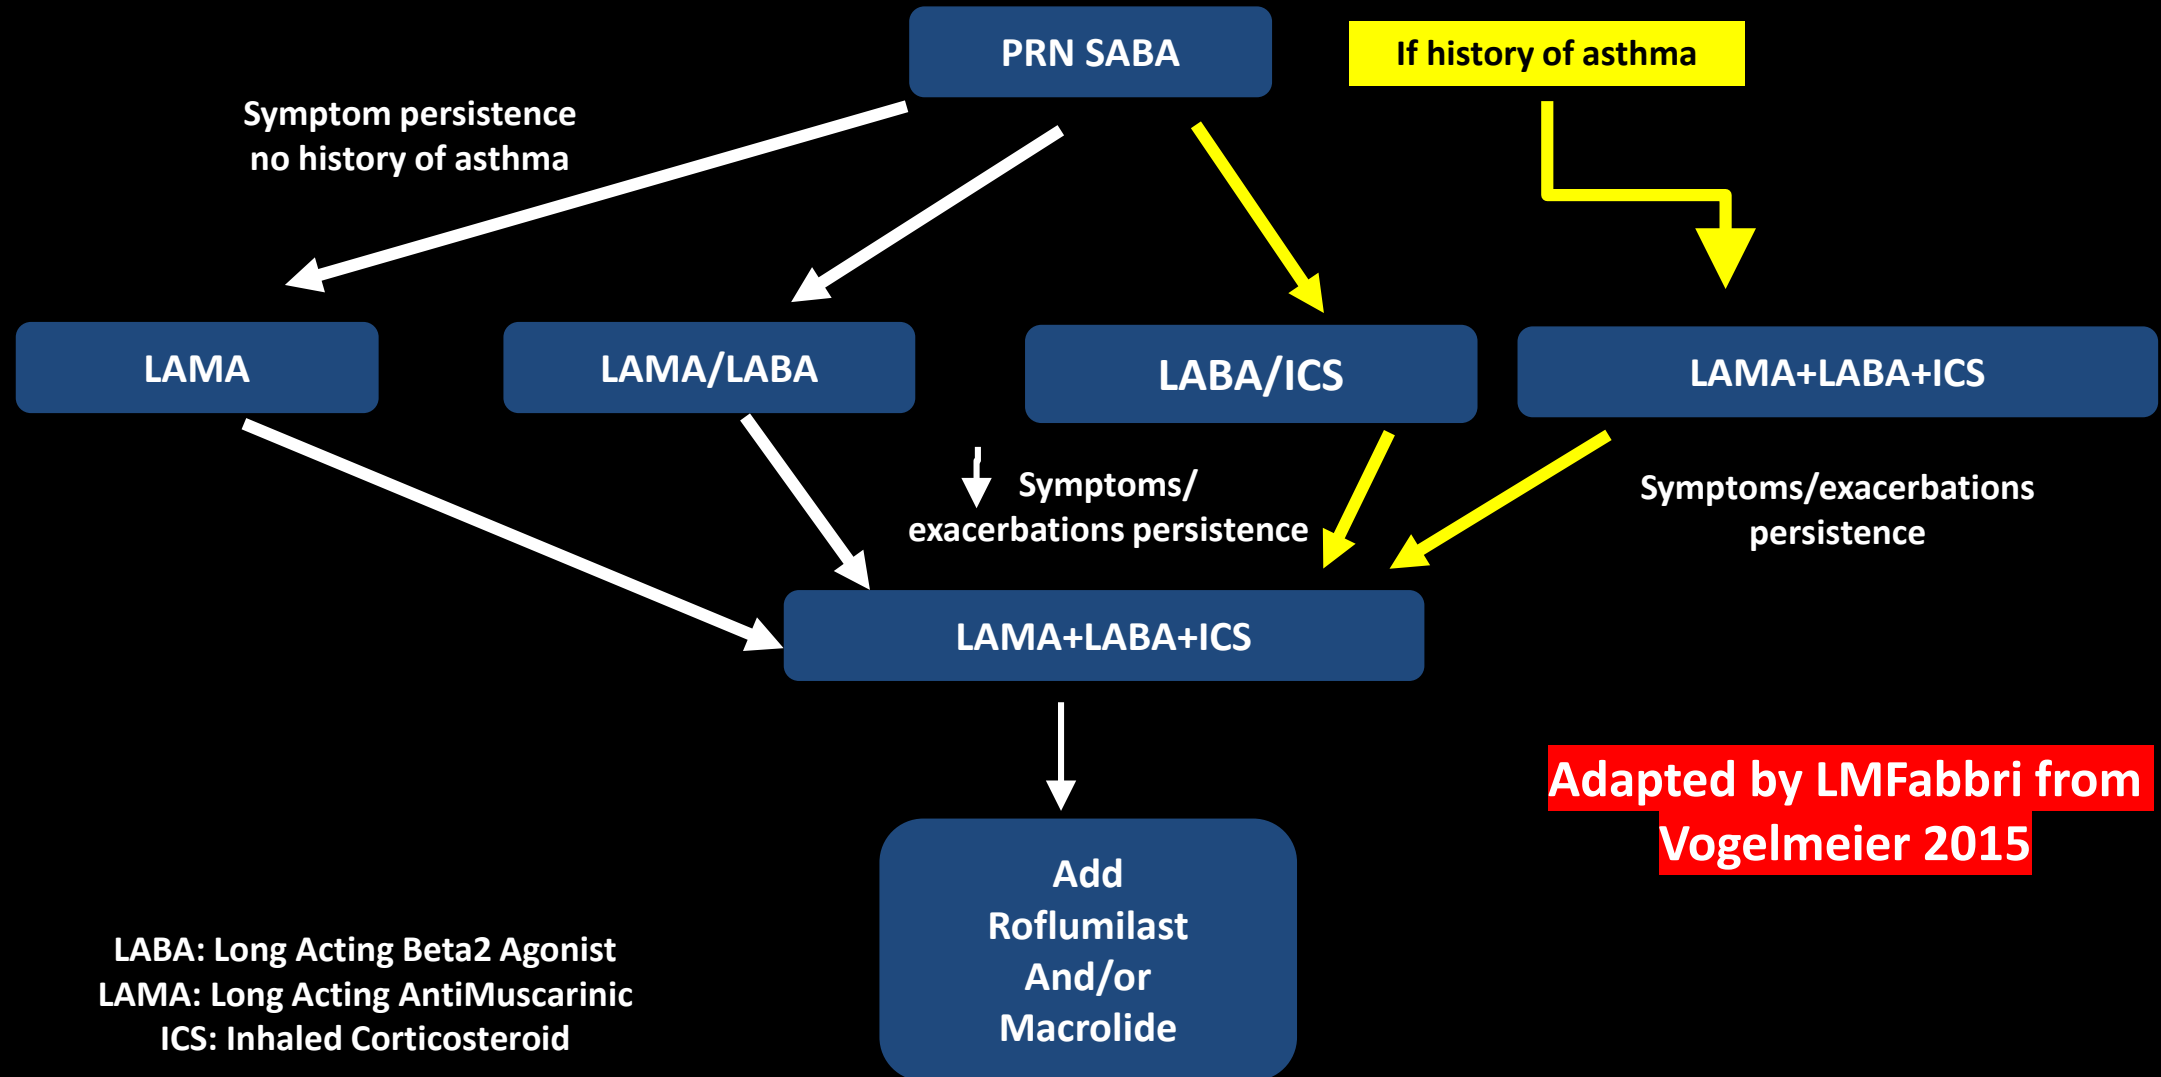 PRN SABA
If history of asthma
Symptom persistence
no history of asthma
LAMA
LAMA/LABA
LABA/ICS
LAMA+LABA+ICS
Symptoms/
exacerbations persistence
Symptoms/exacerbations
persistence
LAMA+LABA+ICS
Adapted by LMFabbri from
Vogelmeier 2015
Add
Roflumilast
And/or
Macrolide
LABA: Long Acting Beta2 Agonist
LAMA: Long Acting AntiMuscarinic
ICS: Inhaled Corticosteroid